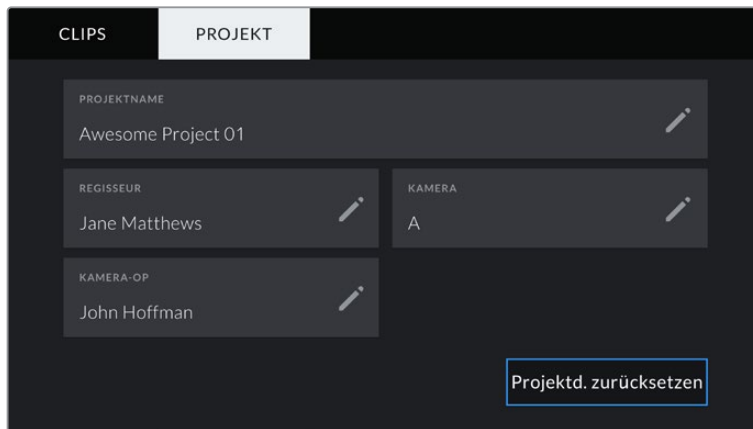 CLIPS
PROJEKT
PROJEKTNAME
Awesome Project 01
REGISSEUR
Jane Matthews
KAMERA
A
KAMERA-OP
John Hoffman
Projektd. zurücksetzen